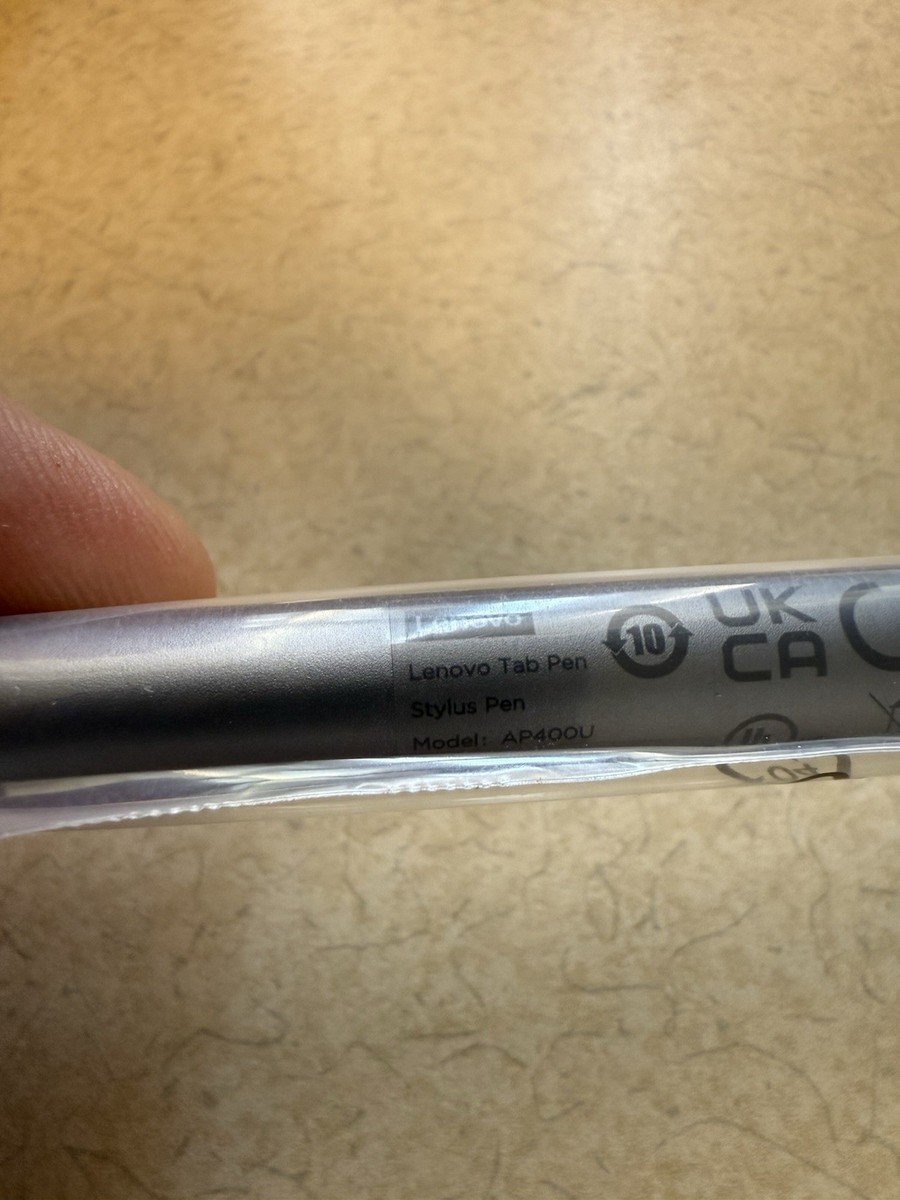 Lenovo
Lenovo Tab Pen
Stylus Pen
Model: AP400U
10
UK
CA